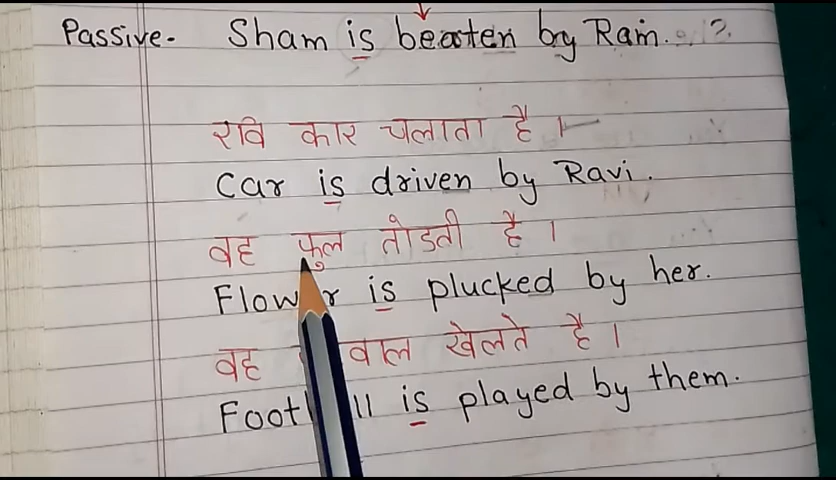 Passive. Sham is beaten by Ram. ?
रवि कार चलाता है ।
Car is driven by Ravi.
वह फुल तोडती है ।
is plucked by her.
वह खेलते है ।
is played by them.